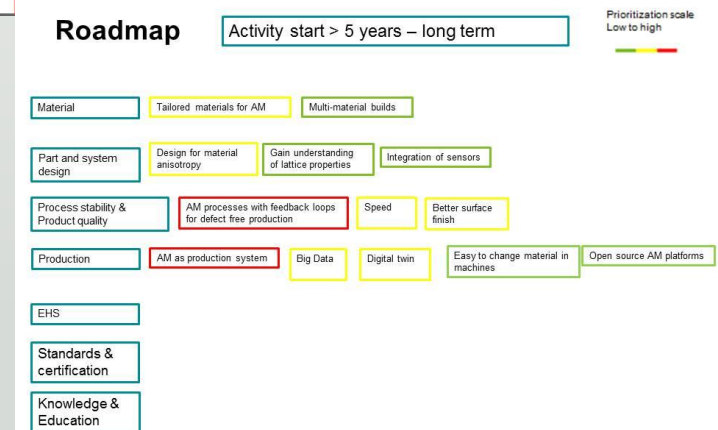 Roadmap
Activity start > 5 years – long term
Prioritization scale
Low to high
Material
Tailored materials for AM
Multi-material builds
Part and system
design
Design for material
anisotropy
Gain understanding
of lattice properties
Integration of sensors
Process stability &
Product quality
AM processes with feedback loops
for defect free production
Speed
Better surface
finish
Production
AM as production system
Big Data
Digital twin
Easy to change material in
machines
Open source AM platforms
EHS
Standards &
certification
Knowledge &
Education